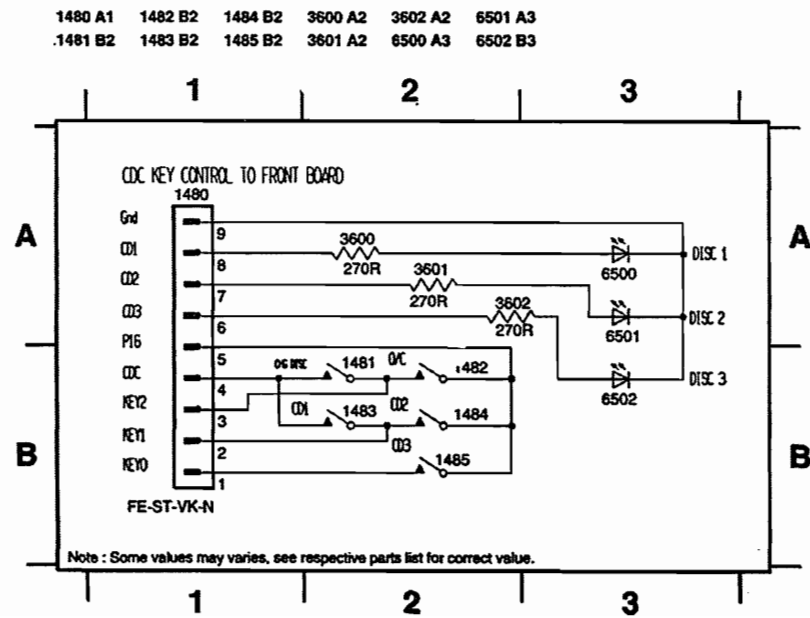 1480 A1 1482 B2 1484 B2 3600 A2 3602 A2 6501 A3
.1481 B2 1483 B2 1485 B2 3601 A2 6500 A3 6502 B3
1 2 3
CDC KEY CONTROL TO FRONT BOARD
1480
A A
Gnd 9
CD1 8 3600 270R 6500 DISC 1
CD2 7 3601 270R 6501 DISC 2
CD3 6 3602 270R 6502 DISC 3
P16 5
CDC 4 CHG DISC 1481 O/C 1482
KEY2 3 CD1 1483 CD2 1484
B B
KEY1 2 CD3 1485
KEY0 1
FE-ST-VK-N
Note : Some values may varies, see respective parts list for correct value.
1 2 3